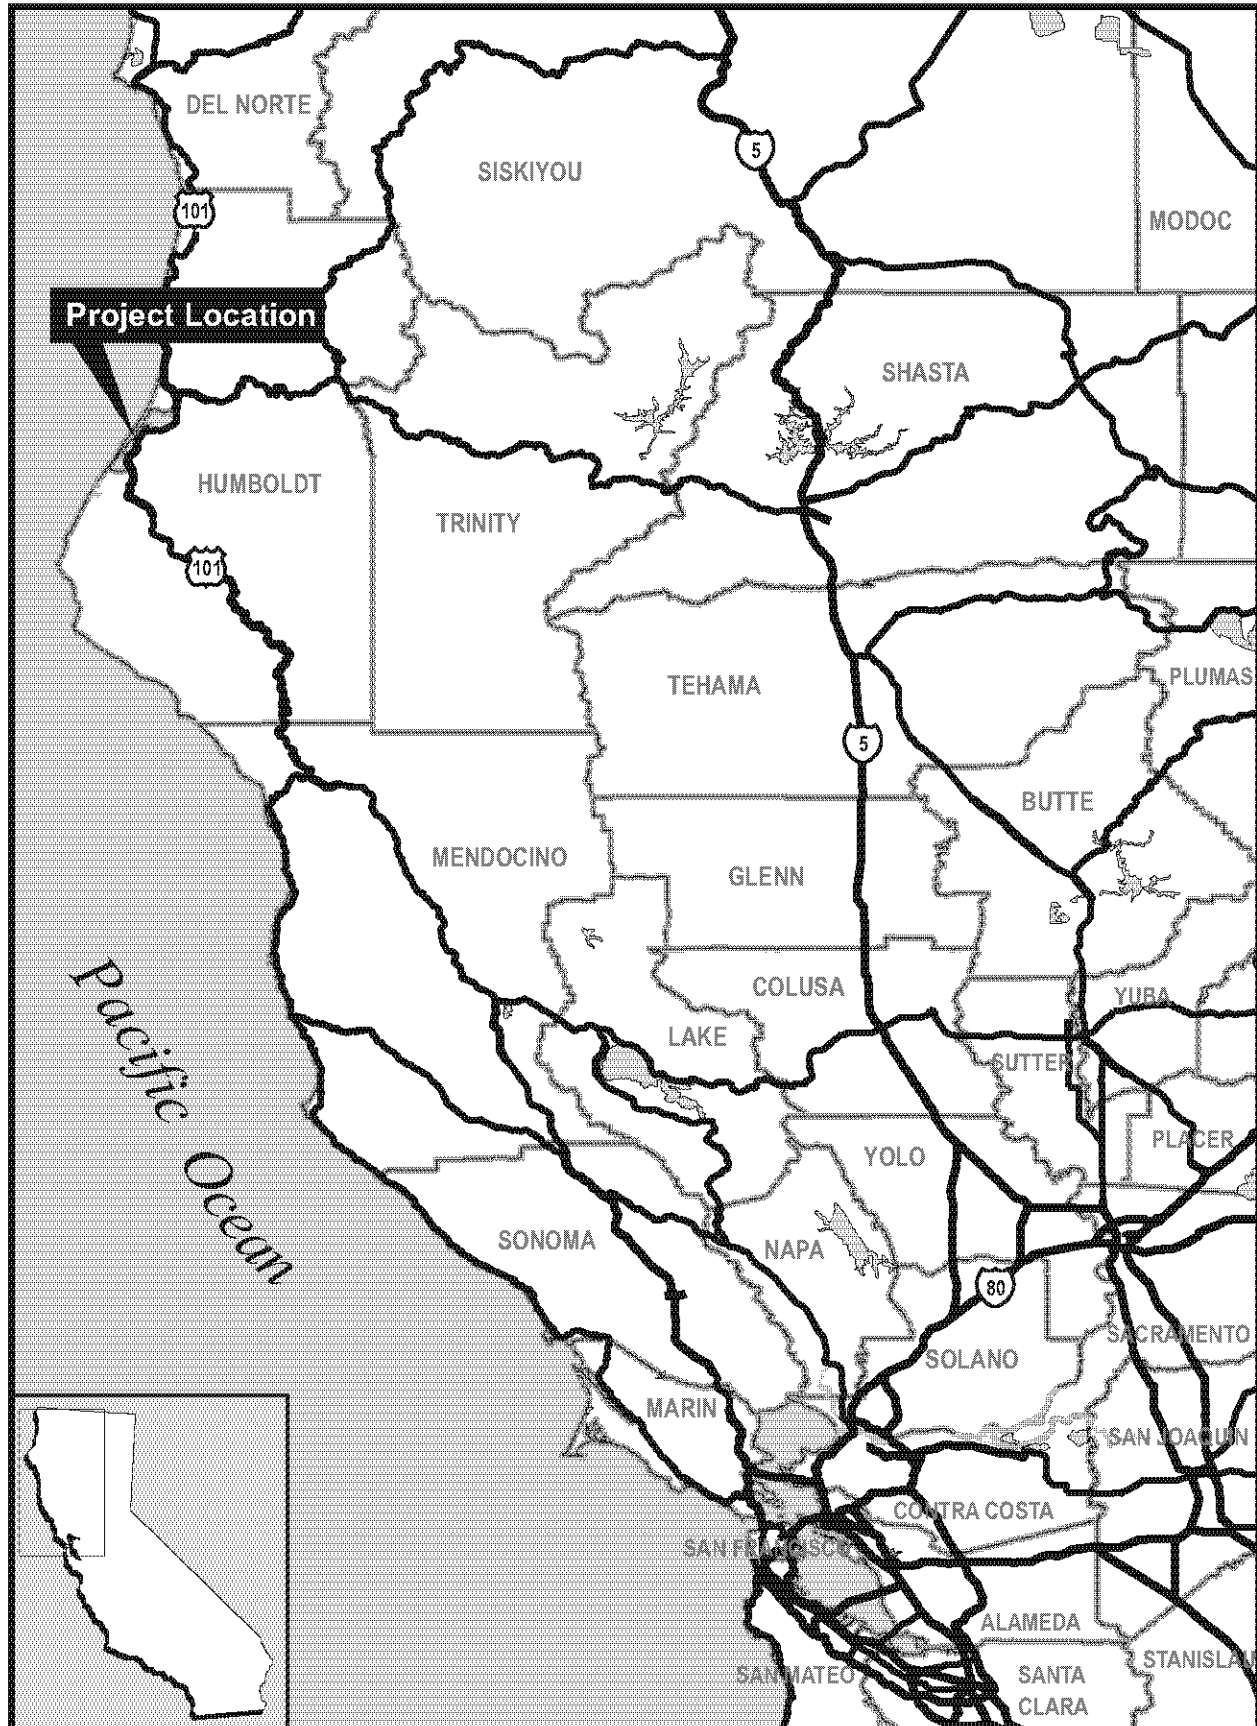 DEL NORTE
5
SISKIYOU
101
MODOC
Project Location
SHASTA
HUMBOLDT
TRINITY
101
TEHAMA
PLUMAS
5
BUTTE
MENDOCINO
GLENN
COLUSA
YUBA
LAKE
SUTTER
Pacific Ocean
PLACER
YOLO
SONOMA
NAPA
80
SACRAMENTO
SOLANO
MARIN
SAN JOAQUIN
CONTRA COSTA
SAN FRANCISCO
ALAMEDA
STANISLAU
SAN MATEO
SANTA
CLARA